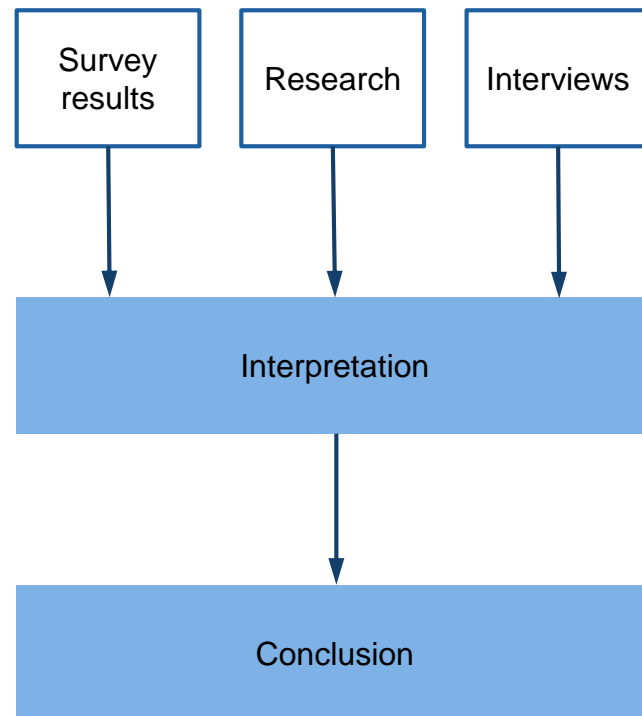 Survey
results
Research
Interviews
Interpretation
Conclusion